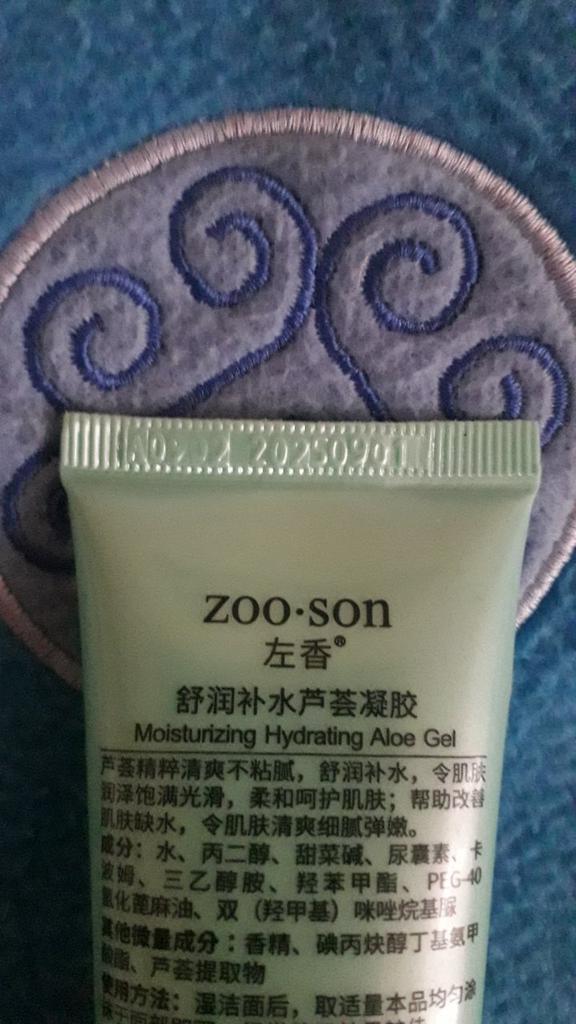 20250901
zoo·son
左香®
舒润补水芦荟凝胶
Moisturizing Hydrating Aloe Gel
芦荟精粹清爽不粘腻，舒润补水，令肌肤
润泽饱满光滑，柔和呵护肌肤；帮助改善
肌肤缺水，令肌肤清爽细腻弹嫩。
成分：水、丙二醇、甜菜碱、尿囊素、卡
波姆、三乙醇胺、羟苯甲酯、PEG-40
氢化蓖麻油、双（羟甲基）咪唑烷基脲
其他微量成分：香精、碘丙炔醇丁基氨甲
酸酯、芦荟提取物
使用方法：湿洁面后，取适量本品均匀涂